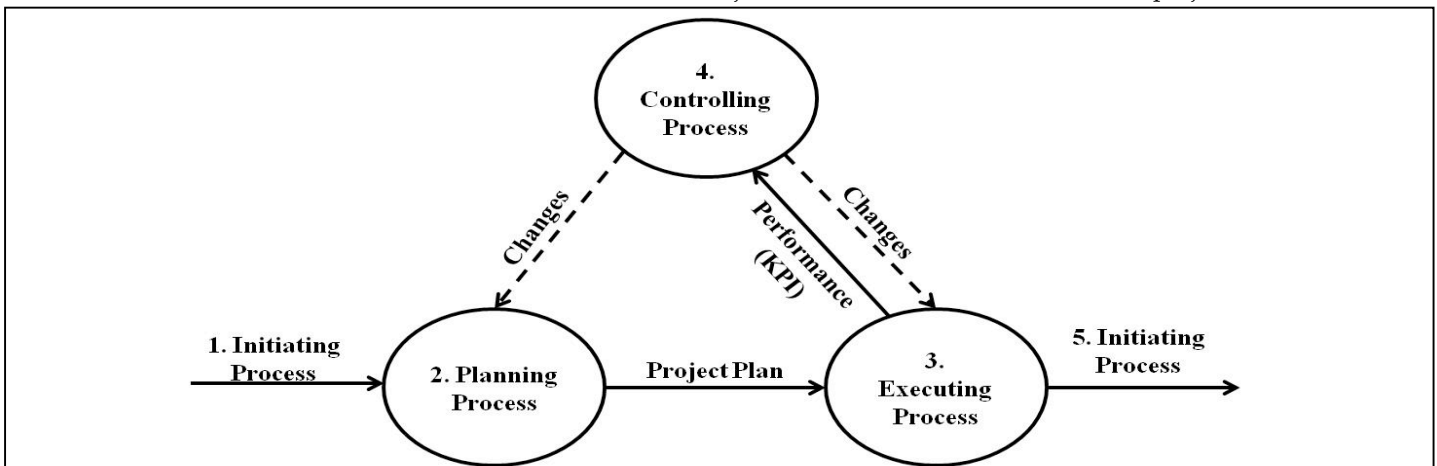 4.
Controlling
Process
Changes
Changes
Performance
(KPI)
1. Initiating
Process
2. Planning
Process
Project Plan
3.
Executing
Process
5. Initiating
Process